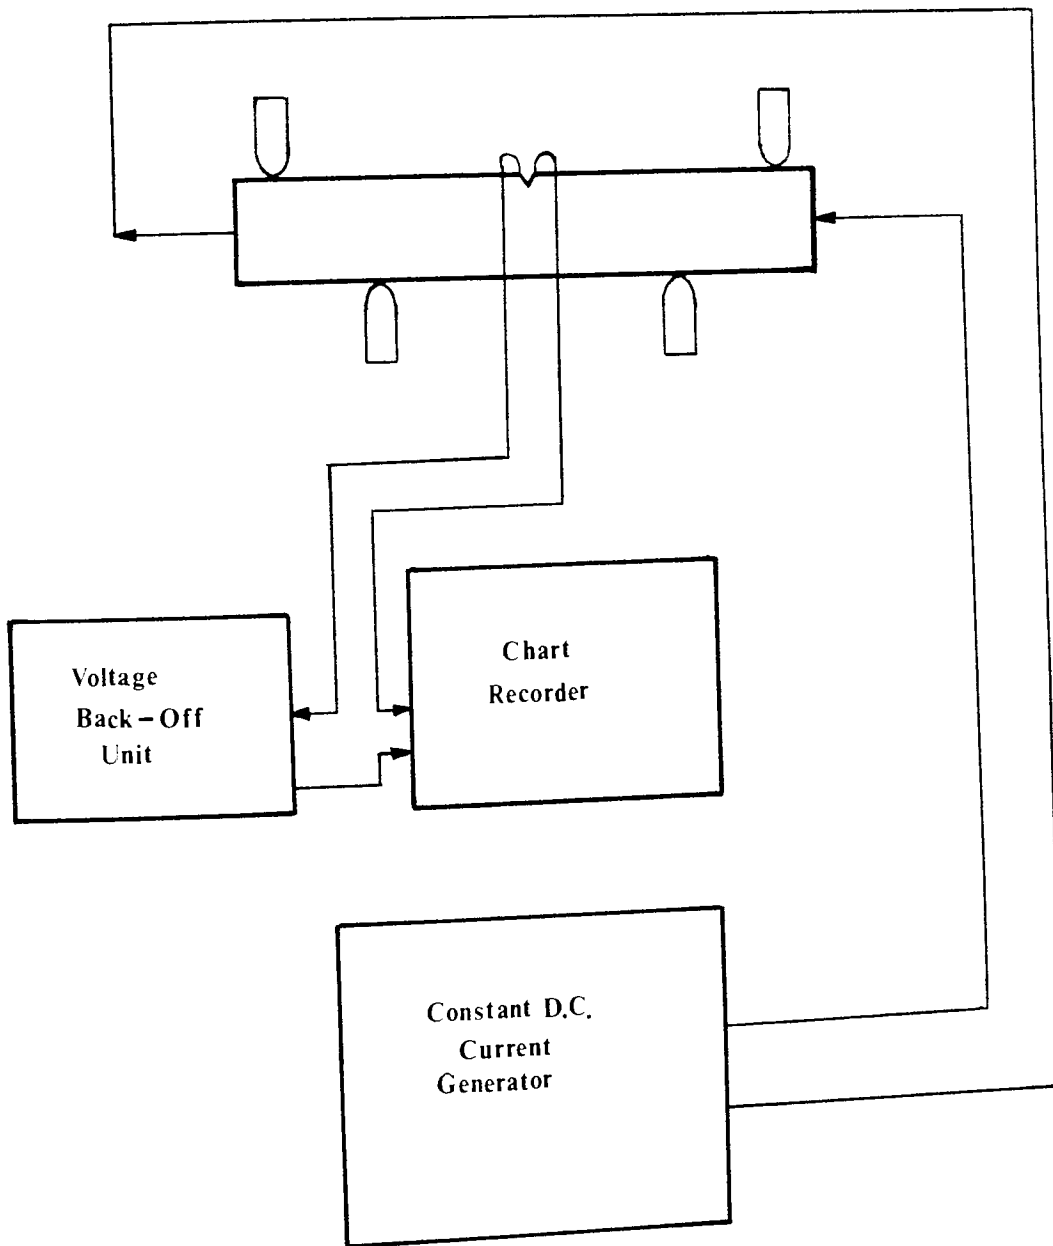 Voltage
Back-Off
Unit
Chart
Recorder
Constant D.C.
Current
Generator